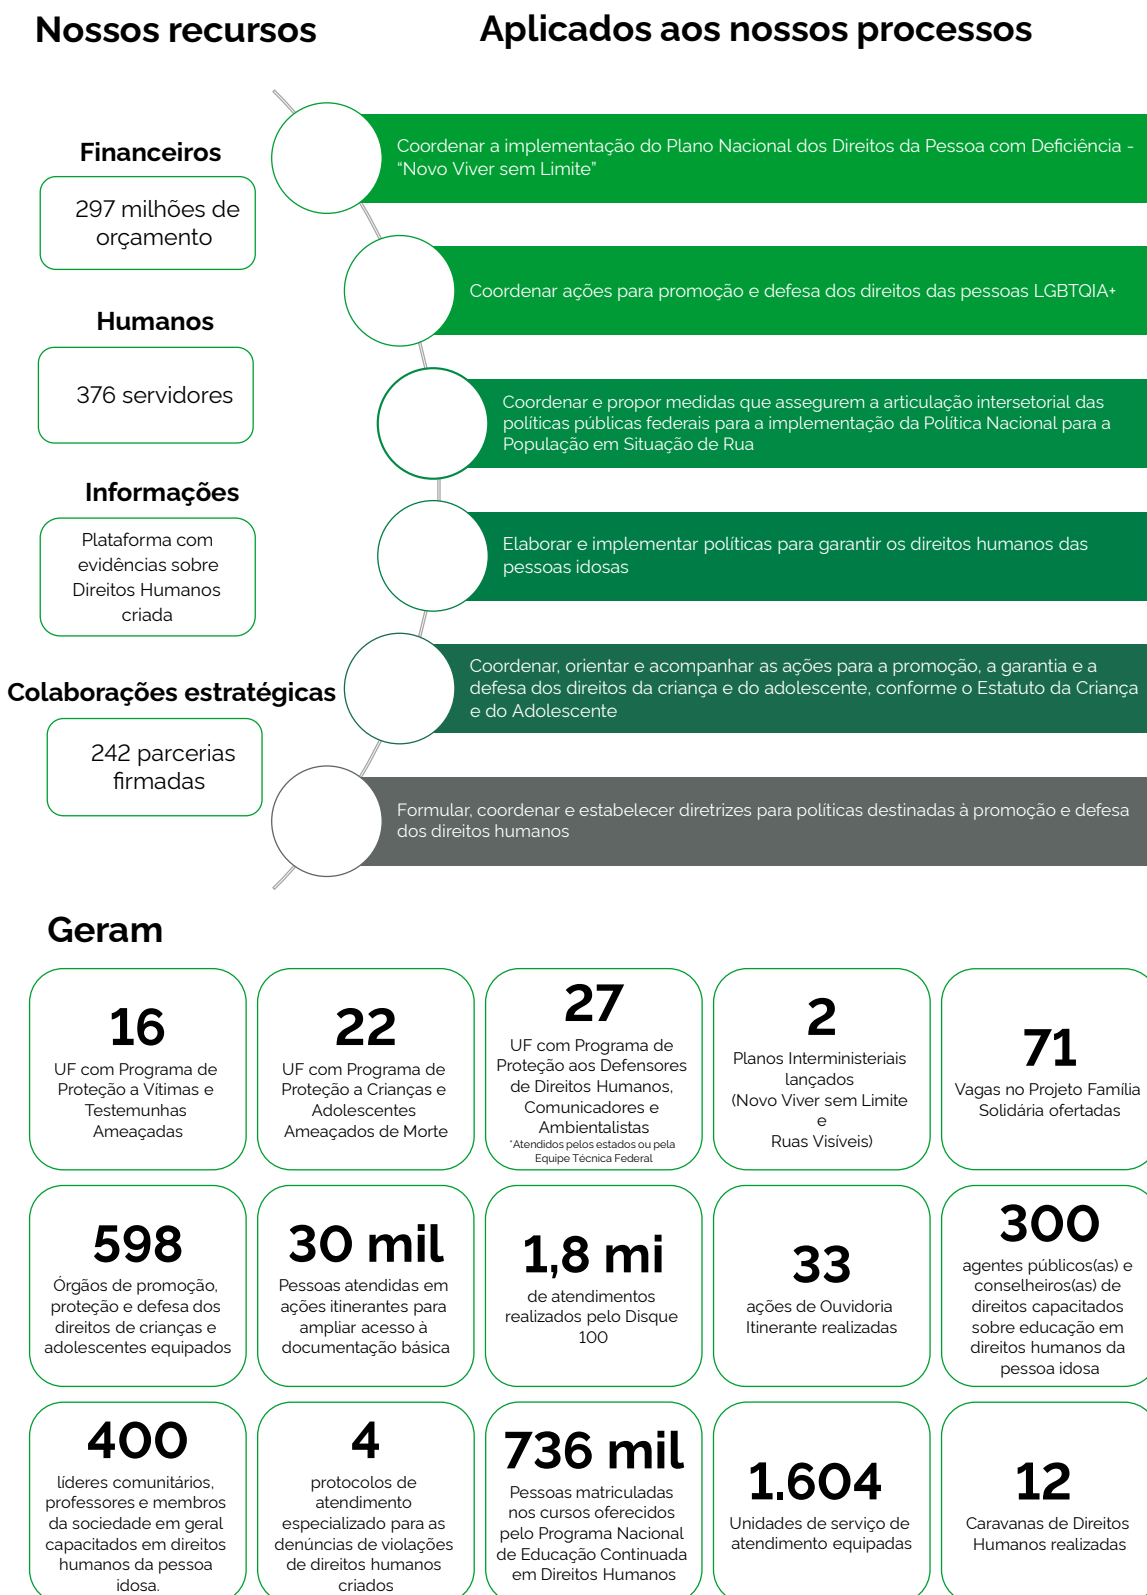 Nossos recursos
Aplicados aos nossos processos
Financeiros
297 milhões de
orçamento
Humanos
376 servidores
Informações
Plataforma com
evidências sobre
Direitos Humanos
criada
Colaborações estratégicas
242 parcerias
firmadas
Coordenar a implementação do Plano Nacional dos Direitos da Pessoa com Deficiência -
“Novo Viver sem Limite”
Coordenar ações para promoção e defesa dos direitos das pessoas LGBTQIA+
Coordenar e propor medidas que assegurem a articulação intersetorial das
políticas públicas federais para a implementação da Política Nacional para a
População em Situação de Rua
Elaborar e implementar políticas para garantir os direitos humanos das
pessoas idosas
Coordenar, orientar e acompanhar as ações para a promoção, a garantia e a
defesa dos direitos da criança e do adolescente, conforme o Estatuto da Criança
e do Adolescente
Formular, coordenar e estabelecer diretrizes para políticas destinadas à promoção e defesa
dos direitos humanos
Geram
16
UF com Programa de
Proteção a Vítimas e
Testemunhas
Ameaçadas
22
UF com Programa de
Proteção a Crianças e
Adolescentes
Ameaçados de Morte
27
UF com Programa de
Proteção aos Defensores
de Direitos Humanos,
Comunicadores e
Ambientalistas
*Atendidos pelos estados ou pela
Equipe Técnica Federal
2
Planos Interministeriais
lançados
(Novo Viver sem Limite
e
Ruas Visíveis)
71
Vagas no Projeto Família
Solidária ofertadas
598
Órgãos de promoção,
proteção e defesa dos
direitos de crianças e
adolescentes equipados
30 mil
Pessoas atendidas em
ações itinerantes para
ampliar acesso à
documentação básica
1,8 mi
de atendimentos
realizados pelo Disque
100
33
ações de Ouvidoria
Itinerante realizadas
300
agentes públicos(as) e
conselheiros(as) de
direitos capacitados
sobre educação em
direitos humanos da
pessoa idosa
400
líderes comunitários,
professores e membros
da sociedade em geral
capacitados em direitos
humanos da pessoa
idosa.
4
protocolos de
atendimento
especializado para as
denúncias de violações
de direitos humanos
criados
736 mil
Pessoas matriculadas
nos cursos oferecidos
pelo Programa Nacional
de Educação Continuada
em Direitos Humanos
1.604
Unidades de serviço de
atendimento equipadas
12
Caravanas de Direitos
Humanos realizadas